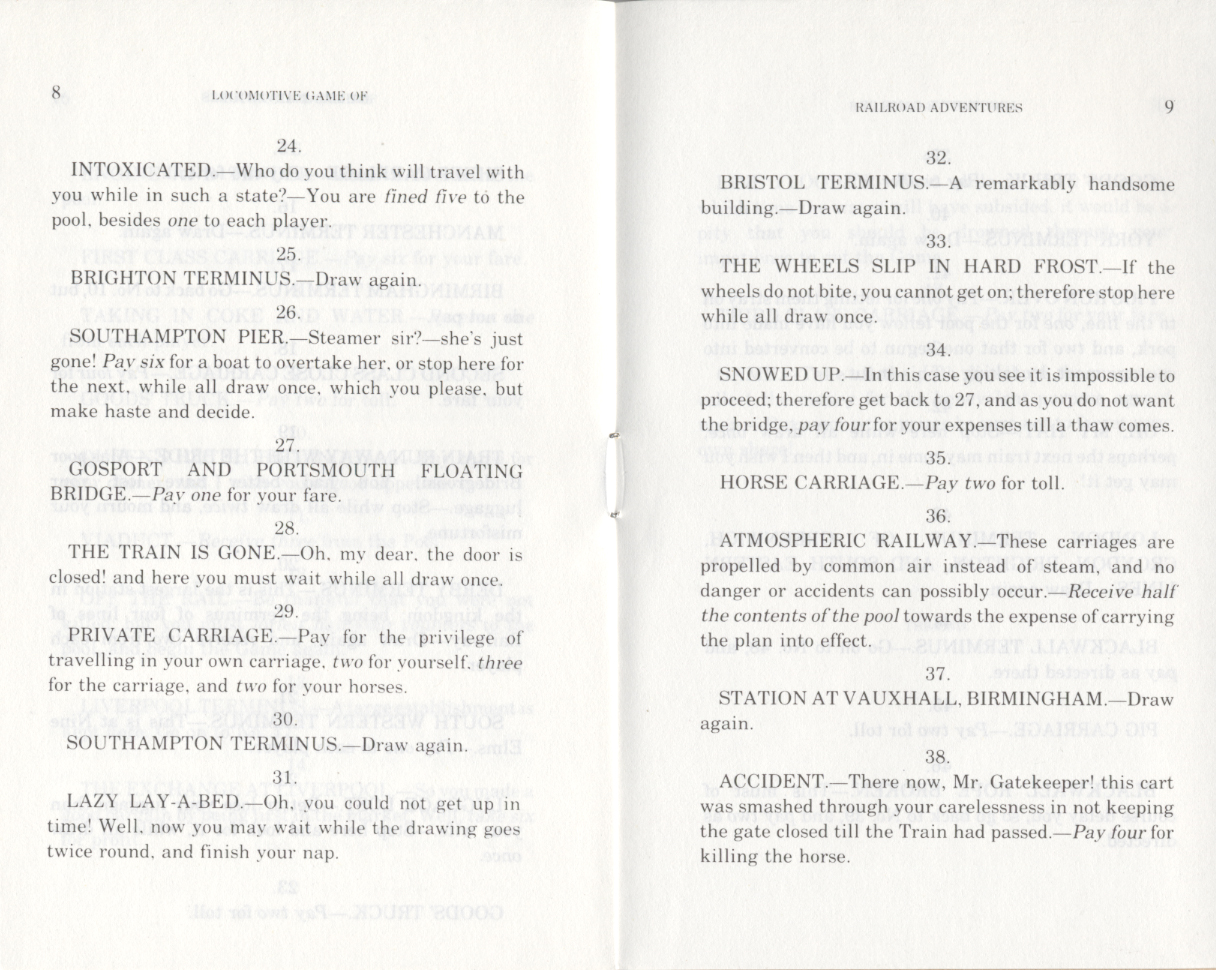 8
LOCOMOTIVE GAME OF
24.
INTOXICATED.—Who do you think will travel with
you while in such a state?—You are fined five to the
pool, besides one to each player.
25.
BRIGHTON TERMINUS.—Draw again.
26.
SOUTHAMPTON PIER.—Steamer sir?—she's just
gone! Pay six for a boat to overtake her, or stop here for
the next, while all draw once, which you please, but
make haste and decide.
27.
GOSPORT AND PORTSMOUTH FLOATING
BRIDGE.—Pay one for your fare.
28.
THE TRAIN IS GONE.—Oh, my dear, the door is
closed! and here you must wait while all draw once.
29.
PRIVATE CARRIAGE.—Pay for the privilege of
travelling in your own carriage, two for yourself, three
for the carriage, and two for your horses.
30.
SOUTHAMPTON TERMINUS.—Draw again.
31.
LAZY LAY-A-BED.—Oh, you could not get up in
time! Well, now you may wait while the drawing goes
twice round, and finish your nap.
RAILROAD ADVENTURES
9
32.
BRISTOL TERMINUS.—A remarkably handsome
building.—Draw again.
33.
THE WHEELS SLIP IN HARD FROST.—If the
wheels do not bite, you cannot get on; therefore stop here
while all draw once.
34.
SNOWED UP.—In this case you see it is impossible to
proceed; therefore get back to 27, and as you do not want
the bridge, pay four for your expenses till a thaw comes.
35.
HORSE CARRIAGE.—Pay two for toll.
36.
ATMOSPHERIC RAILWAY.—These carriages are
propelled by common air instead of steam, and no
danger or accidents can possibly occur.—Receive half
the contents of the pool towards the expense of carrying
the plan into effect.
37.
STATION AT VAUXHALL, BIRMINGHAM.—Draw
again.
38.
ACCIDENT.—There now, Mr. Gatekeeper! this cart
was smashed through your carelessness in not keeping
the gate closed till the Train had passed.—Pay four for
killing the horse.